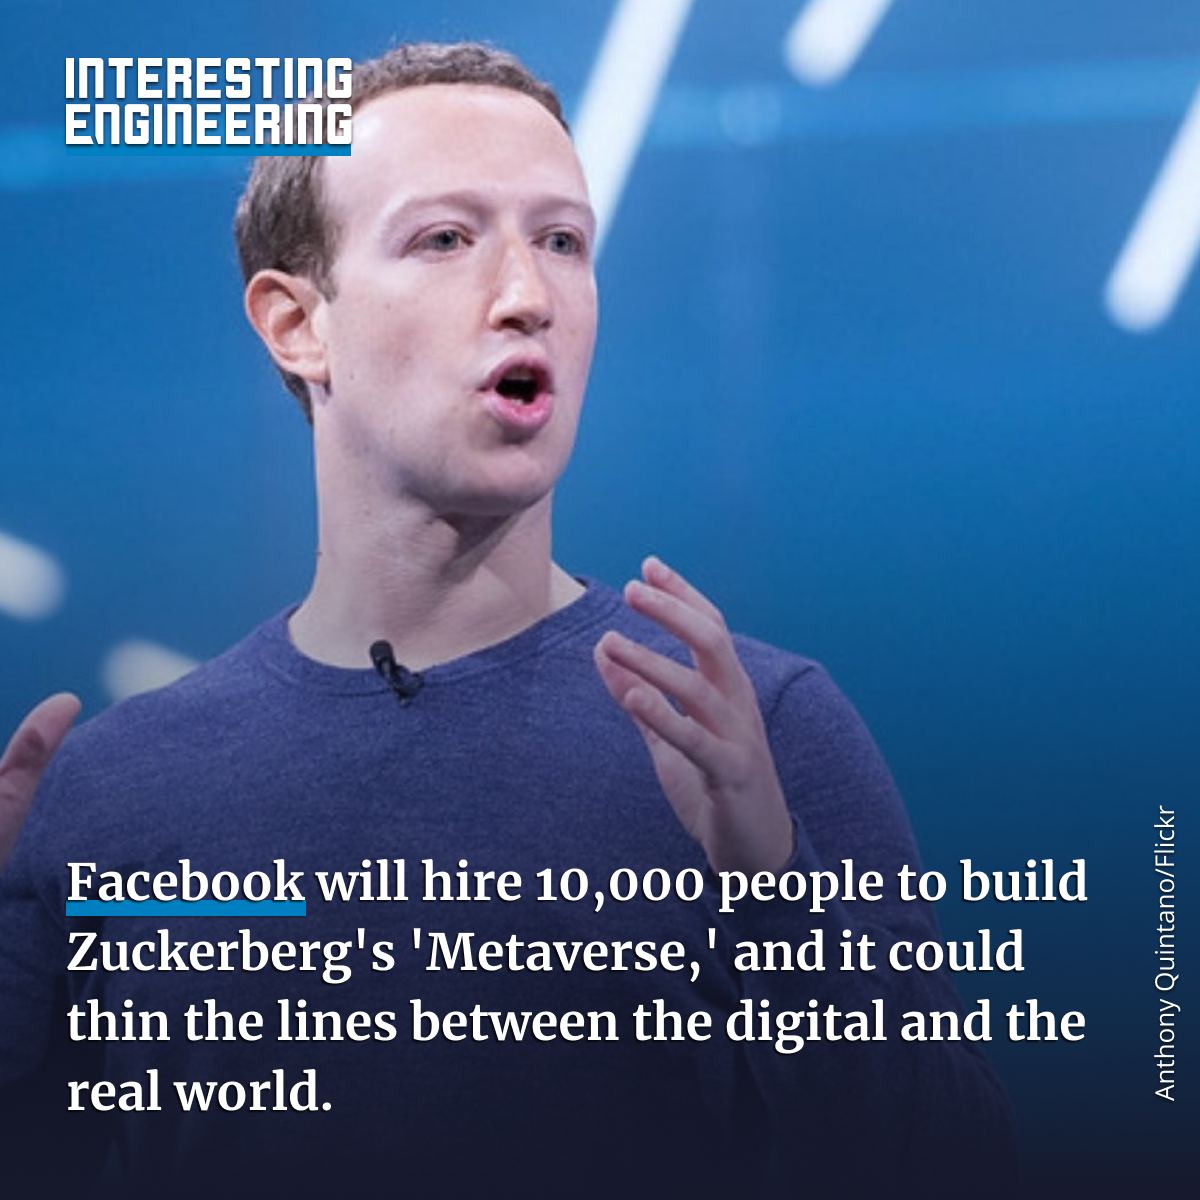 INTERESTING
ENGINEERING
Facebook will hire 10,000 people to build
Zuckerberg's 'Metaverse,' and it could
thin the lines between the digital and the
real world.
Anthony Quintano/Flickr